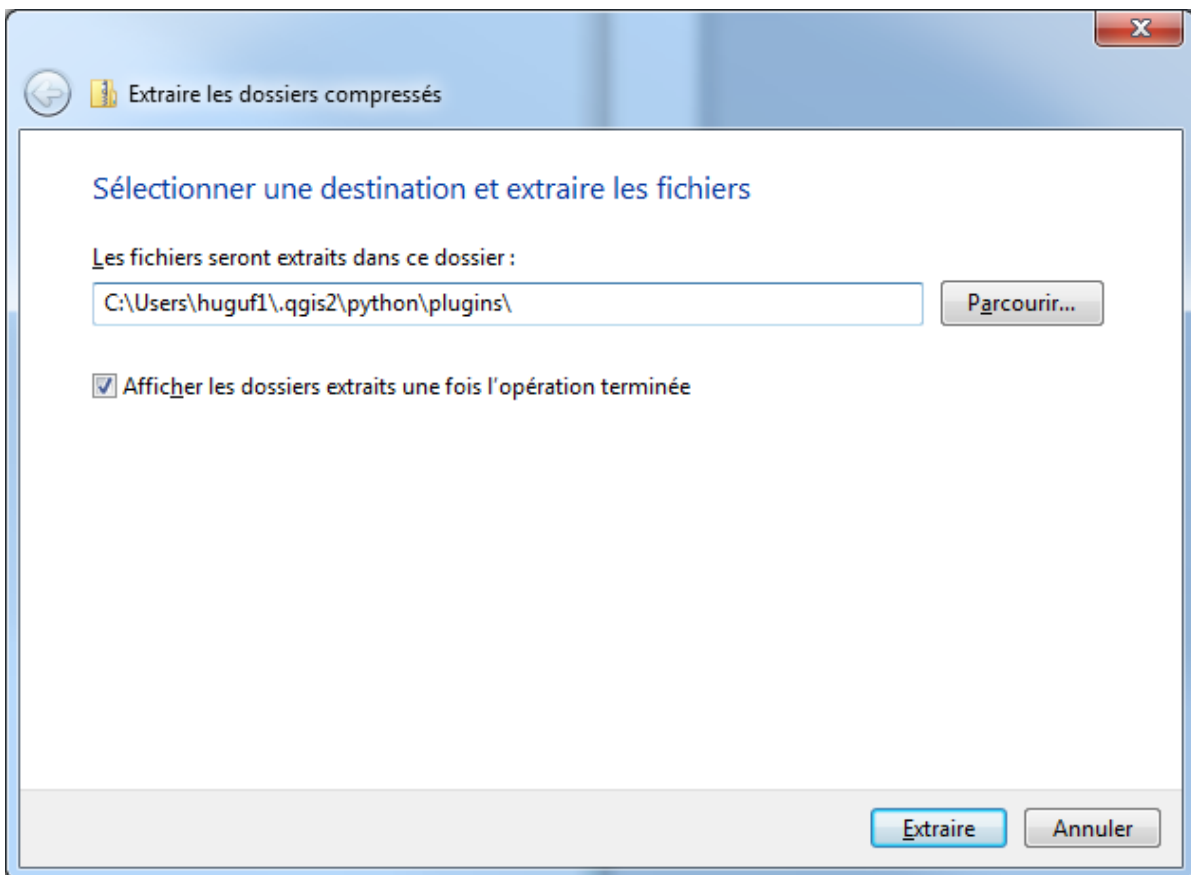 Extraire les dossiers compressés
Sélectionner une destination et extraire les fichiers
Les fichiers seront extraits dans ce dossier :
C:\Users\huguf1\.qgis2\python\plugins\
Parcourir...
Afficher les dossiers extraits une fois l'opération terminée
Extraire
Annuler